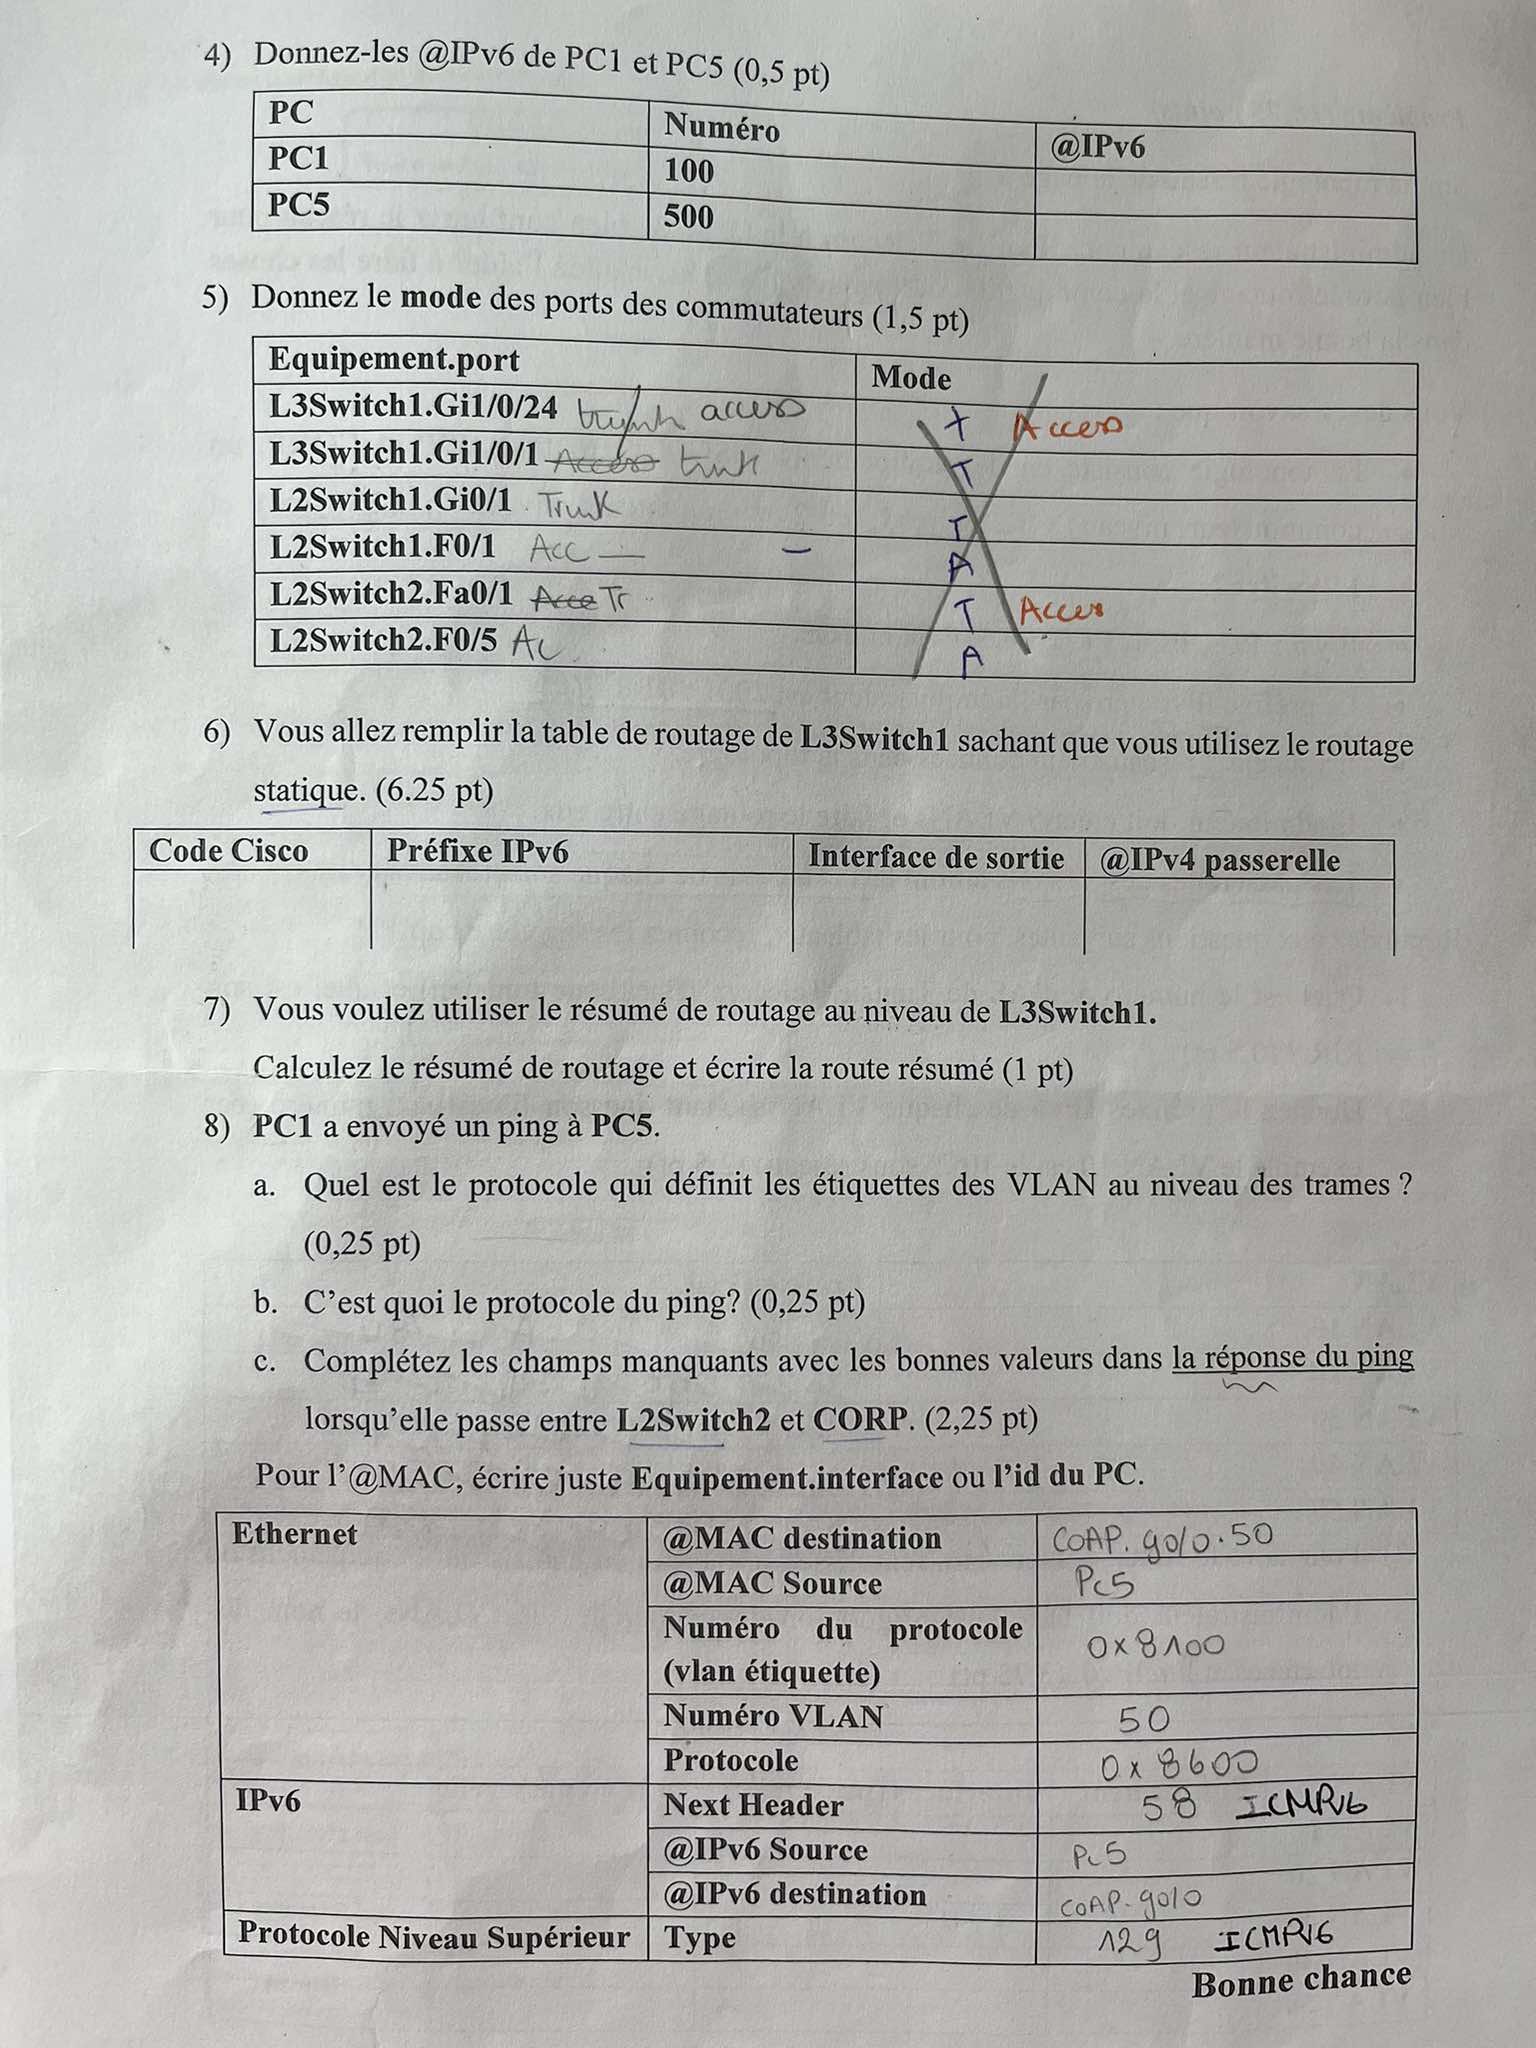 4) Donnez-les @IPv6 de PC1 et PC5 (0,5 pt)
PC Numéro @IPv6
PC1 100
PC5 500
5) Donnez le mode des ports des commutateurs (1,5 pt)
Equipement.port Mode
L3Switch1.Gi1/0/24 acces Acces
L3Switch1.Gi1/0/1 Acces trunk T
L2Switch1.Gi0/1 Trunk T
L2Switch1.F0/1 Acc — – A
L2Switch2.Fa0/1 Acce Tr T Acces
L2Switch2.F0/5 Ac A
6) Vous allez remplir la table de routage de L3Switch1 sachant que vous utilisez le routage
statique. (6.25 pt)
Code Cisco Préfixe IPv6 Interface de sortie @IPv4 passerelle
7) Vous voulez utiliser le résumé de routage au niveau de L3Switch1.
Calculez le résumé de routage et écrire la route résumé (1 pt)
8) PC1 a envoyé un ping à PC5.
a. Quel est le protocole qui définit les étiquettes des VLAN au niveau des trames ?
(0,25 pt)
b. C'est quoi le protocole du ping? (0,25 pt)
c. Complétez les champs manquants avec les bonnes valeurs dans la réponse du ping
lorsqu'elle passe entre L2Switch2 et CORP. (2,25 pt)
Pour l'@MAC, écrire juste Equipement.interface ou l'id du PC.
Ethernet @MAC destination COAP. g0/0.50
@MAC Source Pc5
Numéro du protocole
(vlan étiquette) 0x8100
Numéro VLAN 50
Protocole 0x8600
IPv6 Next Header 58 ICMPv6
@IPv6 Source Pc5
@IPv6 destination COAP-g0/0
Protocole Niveau Supérieur Type 129 ICMPv6
Bonne chance